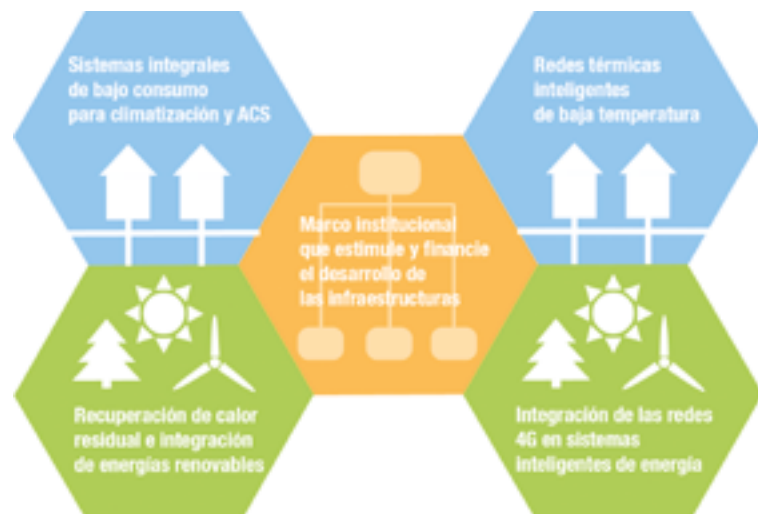 Sistemas integrales
de bajo consumo
para climatización y ACS
Redes térmicas
inteligentes
de baja temperatura
Marco institucional
que estimule y financie
el desarrollo de
las infraestructuras
Recuperación de calor
residual e integración
de energías renovables
Integración de las redes
4G en sistemas
inteligentes de energía